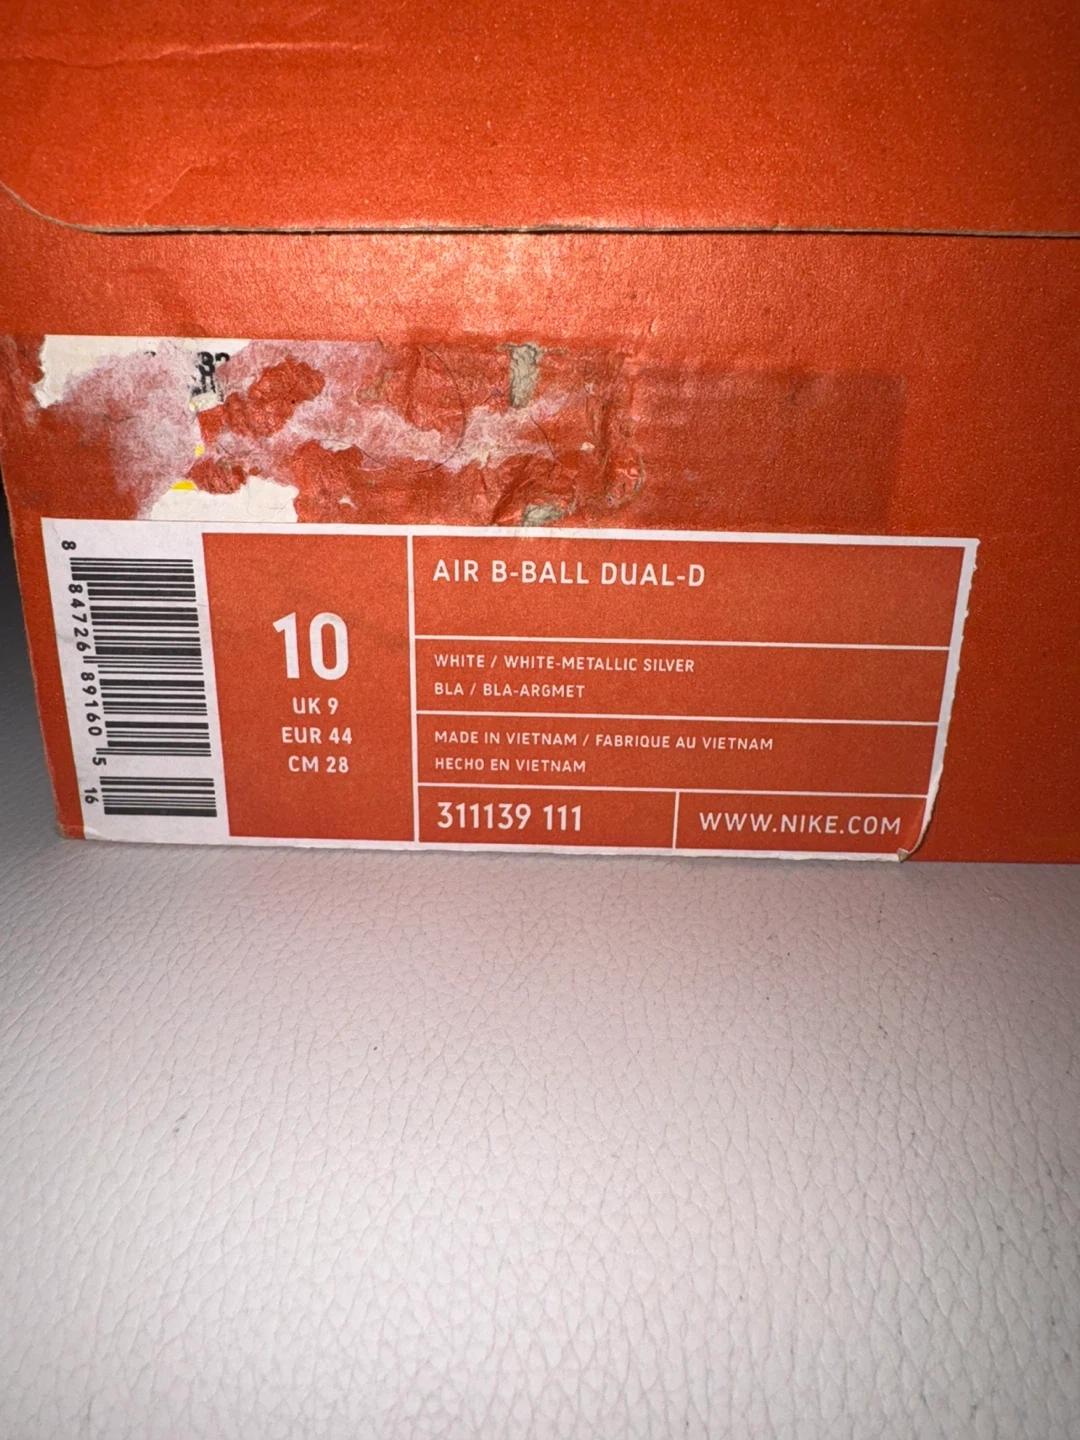 8 84726 89160 5 16
10
UK 9
EUR 44
CM 28
AIR B-BALL DUAL-D
WHITE / WHITE-METALLIC SILVER
BLA / BLA-ARGMET
MADE IN VIETNAM / FABRIQUE AU VIETNAM
HECHO EN VIETNAM
311139 111
WWW.NIKE.COM